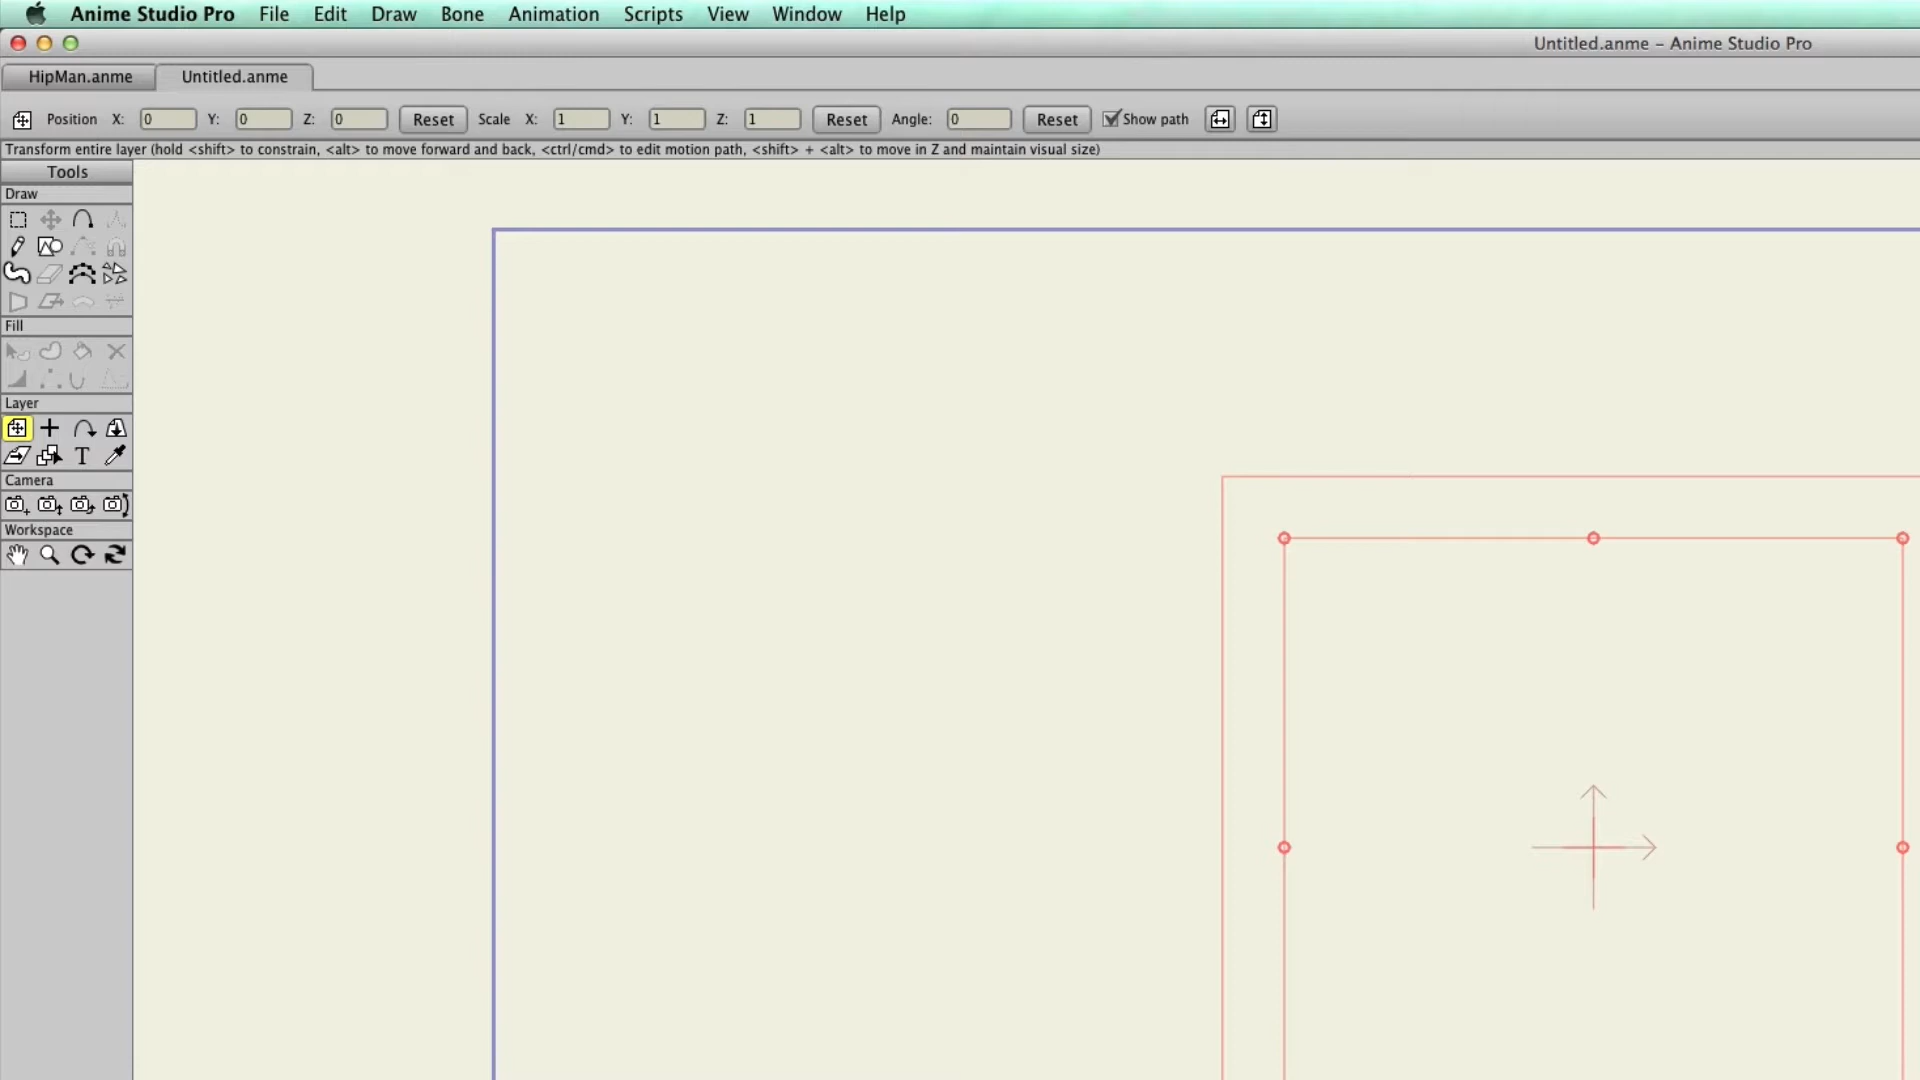 Anime Studio Pro File Edit Draw Bone Animation Scripts View Window Help
Untitled.anme – Anime Studio Pro
HipMan.anme Untitled.anme
Position X: 0 Y: 0 Z: 0 Reset Scale X: 1 Y: 1 Z: 1 Reset Angle: 0 Reset Show path
Transform entire layer (hold <shift> to constrain, <alt> to move forward and back, <ctrl/cmd> to edit motion path, <shift> + <alt> to move in Z and maintain visual size)
Tools
Draw
Fill
Layer
T
Camera
Workspace